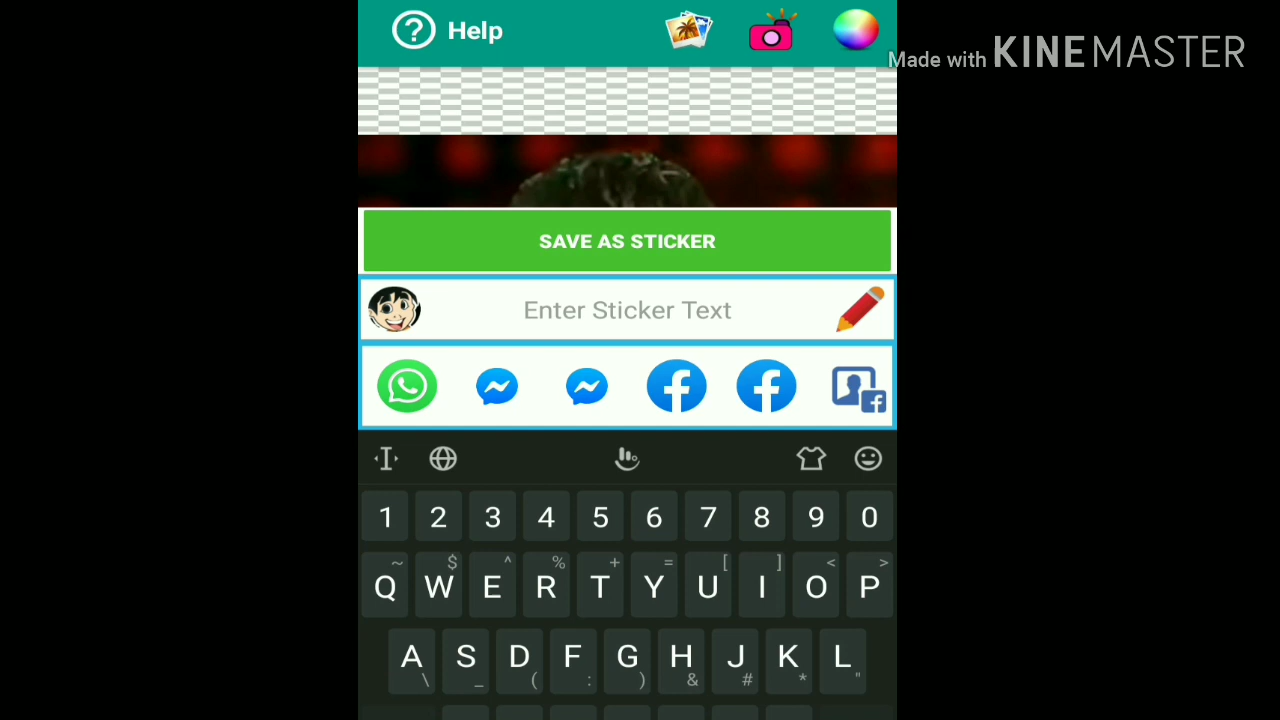 Help
Made with KINEMASTER
SAVE AS STICKER
Enter Sticker Text
1 2 3 4 5 6 7 8 9 0
~ $ ^ % + = [ ] < >
Q W E R T Y U I O P
A S D F G H J K L
\ _ ( : ) & # * "